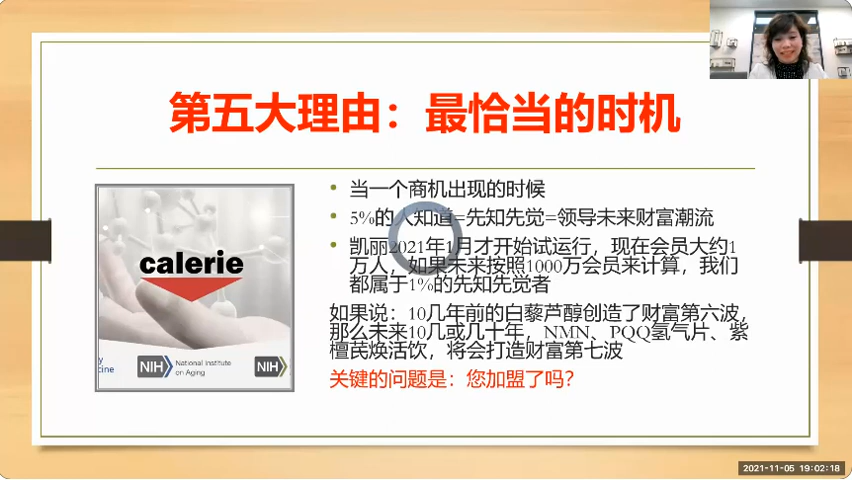 第五大理由：最恰当的时机
当一个商机出现的时候
5%的人知道=先知先觉=领导未来财富潮流
凯丽2021年1月才开始试运行，现在会员大约1
万人，如果未来按照1000万会员来计算，我们
都属于1%的先知先觉者
calerie
如果说：10几年前的白藜芦醇创造了财富第六波，
那么未来10几或几十年，NMN、PQQ氢气片、紫
檀芪焕活饮，将会打造财富第七波
y
cine
NIH
National Institute
on Aging
NIH
关键的问题是：您加盟了吗？
2021-11-05 19:02:18